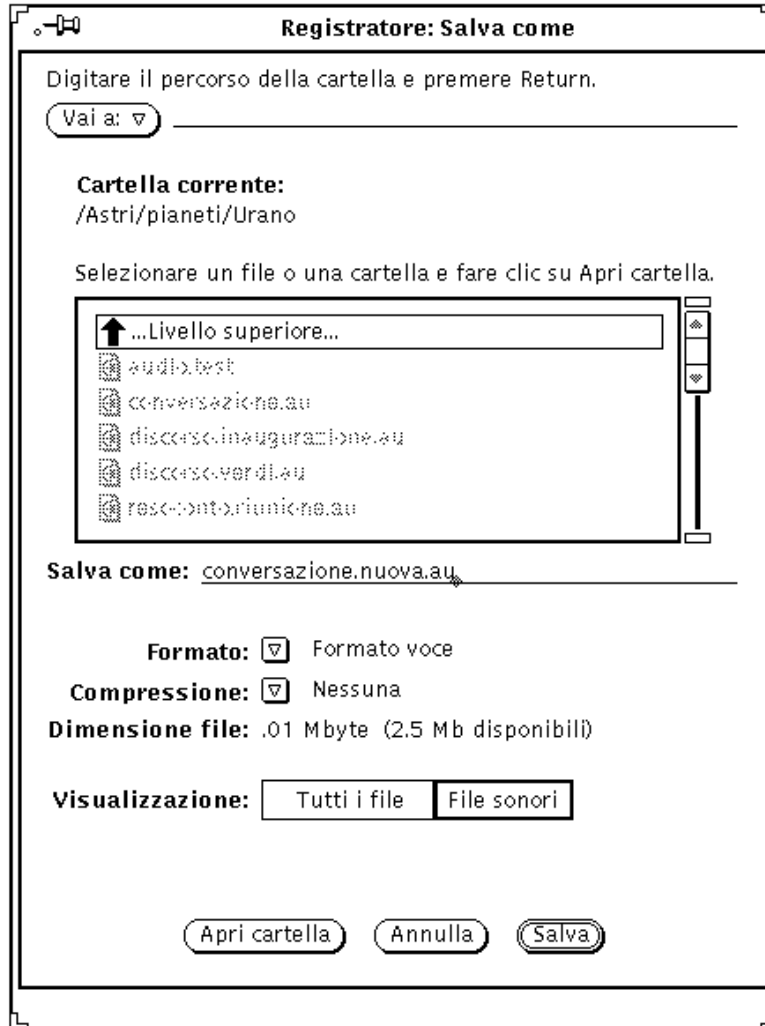 Registratore: Salva come
Digitare il percorso della cartella e premere Return.
Vai a:
Cartella corrente:
/Astri/pianeti/Urano
Selezionare un file o una cartella e fare clic su Apri cartella.
...Livello superiore...
audio.test
conversazione.au
discorso.inaugurazione.au
discorso.verdi.au
resoconto.riunione.au
Salva come: conversazione.nuova.au
Formato: Formato voce
Compressione: Nessuna
Dimensione file: .01 Mbyte (2.5 Mb disponibili)
Visualizzazione: Tutti i file File sonori
Apri cartella Annulla Salva